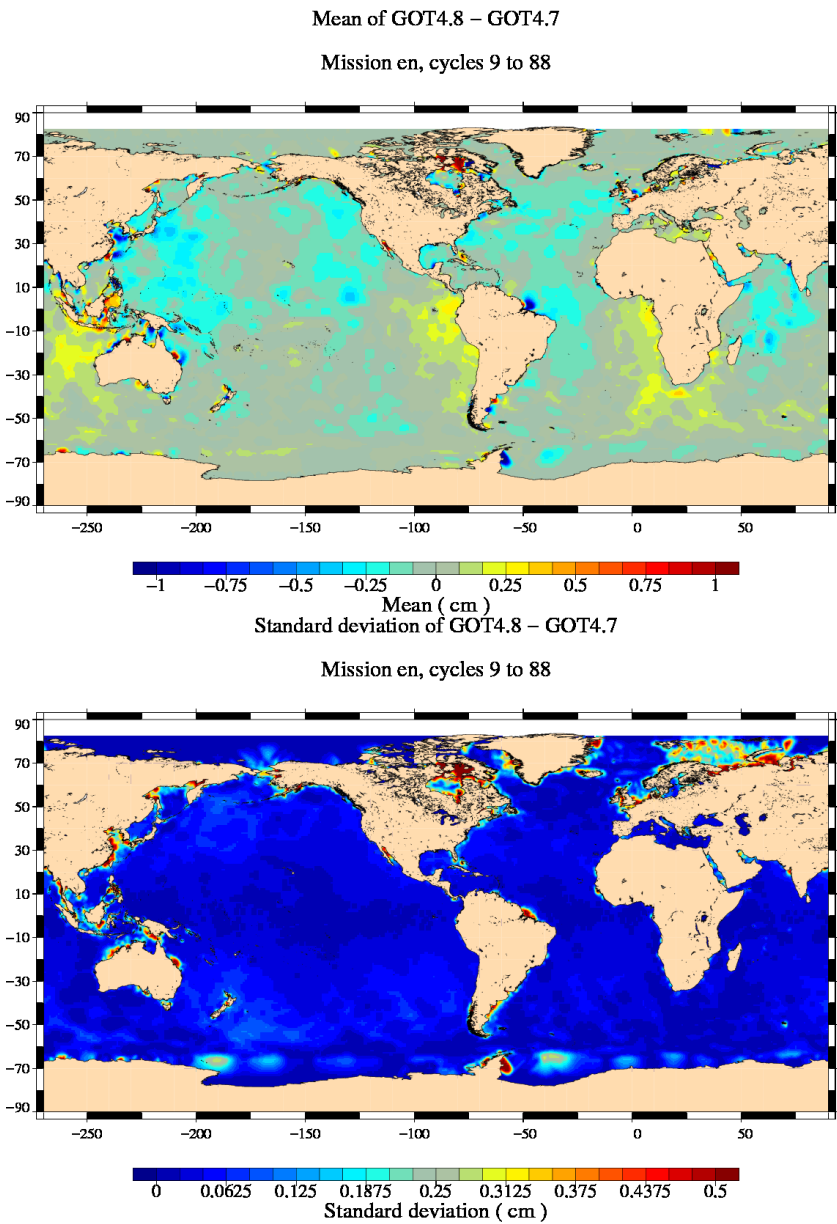 Mean of GOT4.8 − GOT4.7
Mission en, cycles 9 to 88
90
70
50
30
10
−10
−30
−50
−70
−90
−250 −200 −150 −100 −50 0 50
−1 −0.75 −0.5 −0.25 0 0.25 0.5 0.75 1
Mean ( cm )
Standard deviation of GOT4.8 − GOT4.7
Mission en, cycles 9 to 88
90
70
50
30
10
−10
−30
−50
−70
−90
−250 −200 −150 −100 −50 0 50
0 0.0625 0.125 0.1875 0.25 0.3125 0.375 0.4375 0.5
Standard deviation ( cm )